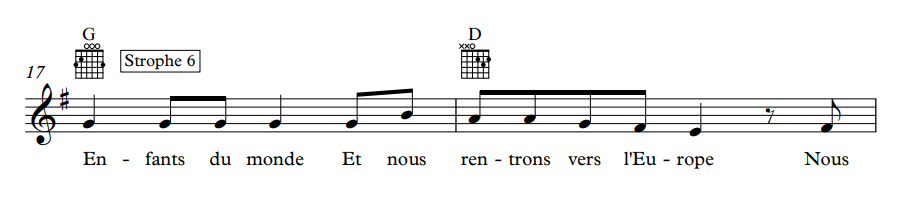 G D
Strophe 6
17
En - fants du monde Et nous ren - trons vers l'Eu - rope Nous